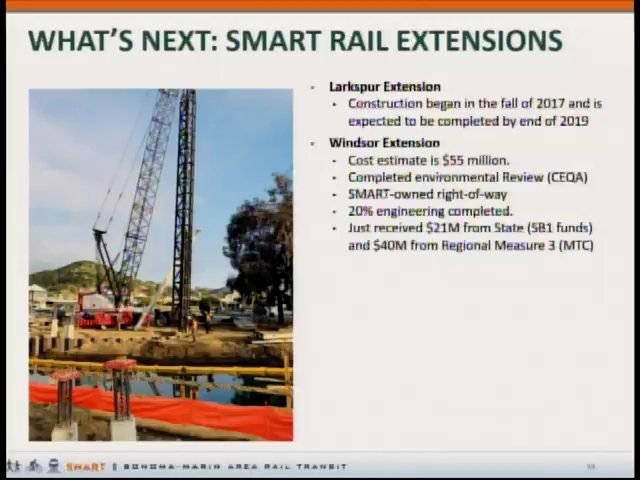 WHAT'S NEXT: SMART RAIL EXTENSIONS
Larkspur Extension
Construction began in the fall of 2017 and is
expected to be completed by end of 2019
Windsor Extension
Cost estimate is $55 million.
Completed environmental Review (CEQA)
SMART-owned right-of-way
20% engineering completed.
Just received $21M from State (SB1 funds)
and $40M from Regional Measure 3 (MTC)
SMART | SONOMA-MARIN AREA RAIL TRANSIT